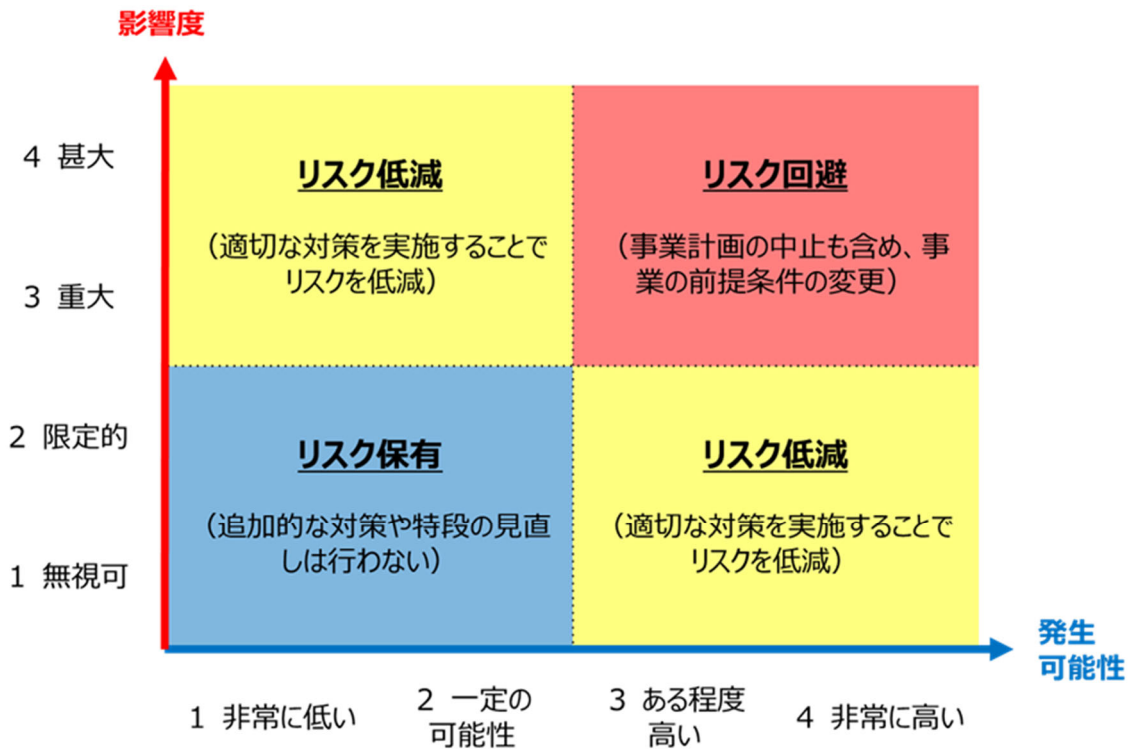 影響度
4 甚大
3 重大
2 限定的
1 無視可
リスク低減
（適切な対策を実施することで
リスクを低減）
リスク回避
（事業計画の中止も含め、事
業の前提条件の変更）
リスク保有
（追加的な対策や特段の見直
しは行わない）
リスク低減
（適切な対策を実施することで
リスクを低減）
発生
可能性
1 非常に低い
2 一定の
可能性
3 ある程度
高い
4 非常に高い